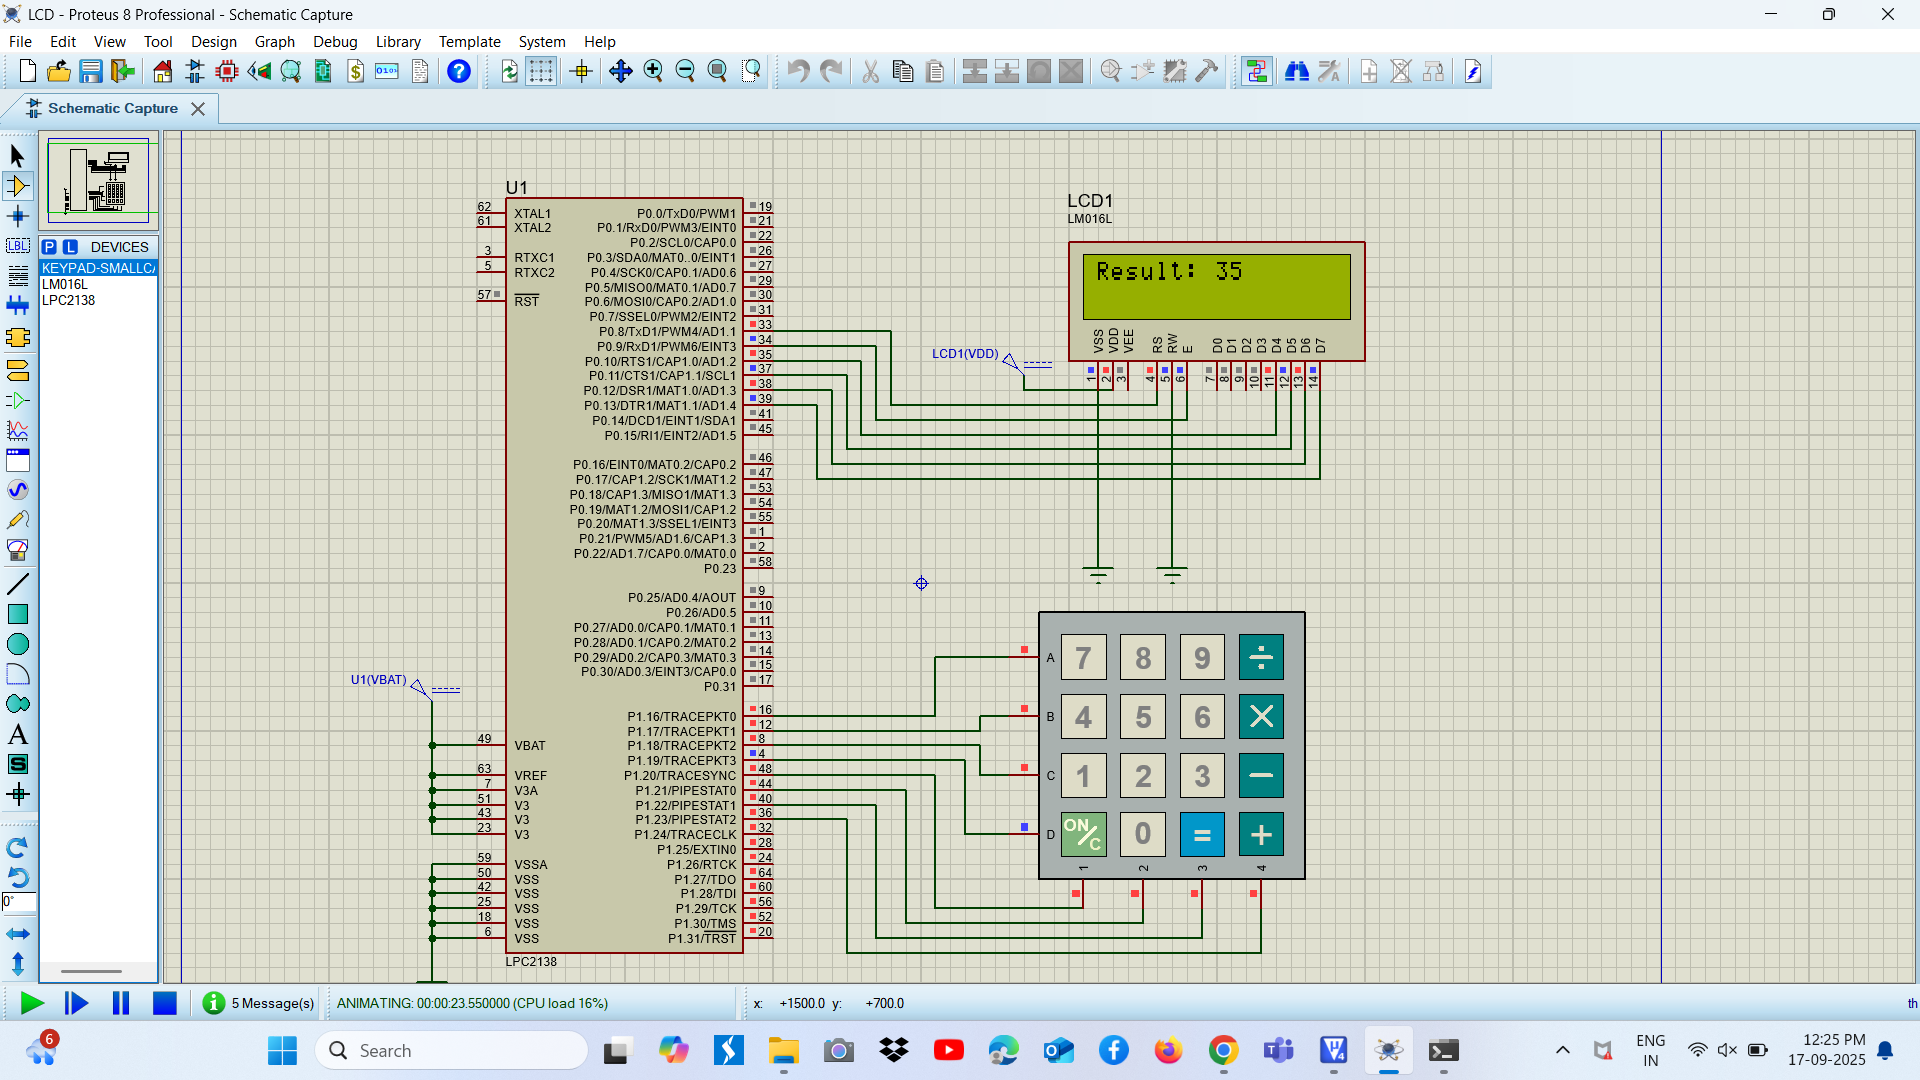 LCD - Proteus 8 Professional - Schematic Capture
File Edit View Tool Design Graph Debug Library Template System Help
Schematic Capture
P L DEVICES
KEYPAD-SMALLCA
LM016L
LPC2138
LBL
A
S
0°
U1
62 XTAL1
61 XTAL2
3 RTXC1
5 RTXC2
57 RST
P0.0/TxD0/PWM1 19
P0.1/RxD0/PWM3/EINT0 21
P0.2/SCL0/CAP0.0 22
P0.3/SDA0/MAT0..0/EINT1 26
P0.4/SCK0/CAP0.1/AD0.6 27
P0.5/MISO0/MAT0.1/AD0.7 29
P0.6/MOSI0/CAP0.2/AD1.0 30
P0.7/SSEL0/PWM2/EINT2 31
P0.8/TxD1/PWM4/AD1.1 33
P0.9/RxD1/PWM6/EINT3 34
P0.10/RTS1/CAP1.0/AD1.2 35
P0.11/CTS1/CAP1.1/SCL1 37
P0.12/DSR1/MAT1.0/AD1.3 38
P0.13/DTR1/MAT1.1/AD1.4 39
P0.14/DCD1/EINT1/SDA1 41
P0.15/RI1/EINT2/AD1.5 45
P0.16/EINT0/MAT0.2/CAP0.2 46
P0.17/CAP1.2/SCK1/MAT1.2 47
P0.18/CAP1.3/MISO1/MAT1.3 53
P0.19/MAT1.2/MOSI1/CAP1.2 54
P0.20/MAT1.3/SSEL1/EINT3 55
P0.21/PWM5/AD1.6/CAP1.3 1
P0.22/AD1.7/CAP0.0/MAT0.0 2
P0.23 58
P0.25/AD0.4/AOUT 9
P0.26/AD0.5 10
P0.27/AD0.0/CAP0.1/MAT0.1 11
P0.28/AD0.1/CAP0.2/MAT0.2 13
P0.29/AD0.2/CAP0.3/MAT0.3 14
P0.30/AD0.3/EINT3/CAP0.0 15
P0.31 17
P1.16/TRACEPKT0 16
P1.17/TRACEPKT1 12
P1.18/TRACEPKT2 8
P1.19/TRACEPKT3 4
P1.20/TRACESYNC 48
P1.21/PIPESTAT0 44
P1.22/PIPESTAT1 40
P1.23/PIPESTAT2 36
P1.24/TRACECLK 32
P1.25/EXTIN0 28
P1.26/RTCK 24
P1.27/TDO 64
P1.28/TDI 60
P1.29/TCK 56
P1.30/TMS 52
P1.31/TRST 20
U1(VBAT)
49 VBAT
63 VREF
7 V3A
51 V3
43 V3
23 V3
59 VSSA
50 VSS
42 VSS
25 VSS
18 VSS
6 VSS
LPC2138
LCD1
LM016L
Result: 35
VSS VDD VEE RS RW E D0 D1 D2 D3 D4 D5 D6 D7
1 2 3 4 5 6 7 8 9 10 11 12 13 14
LCD1(VDD)
A 7 8 9 ÷
B 4 5 6 ×
C 1 2 3 −
D ON/C 0 = +
1 2 3 4
5 Message(s) ANIMATING: 00:00:23.550000 (CPU load 16%) x: +1500.0 y: +700.0 th
6
Search
ENG
IN
12:25 PM
17-09-2025